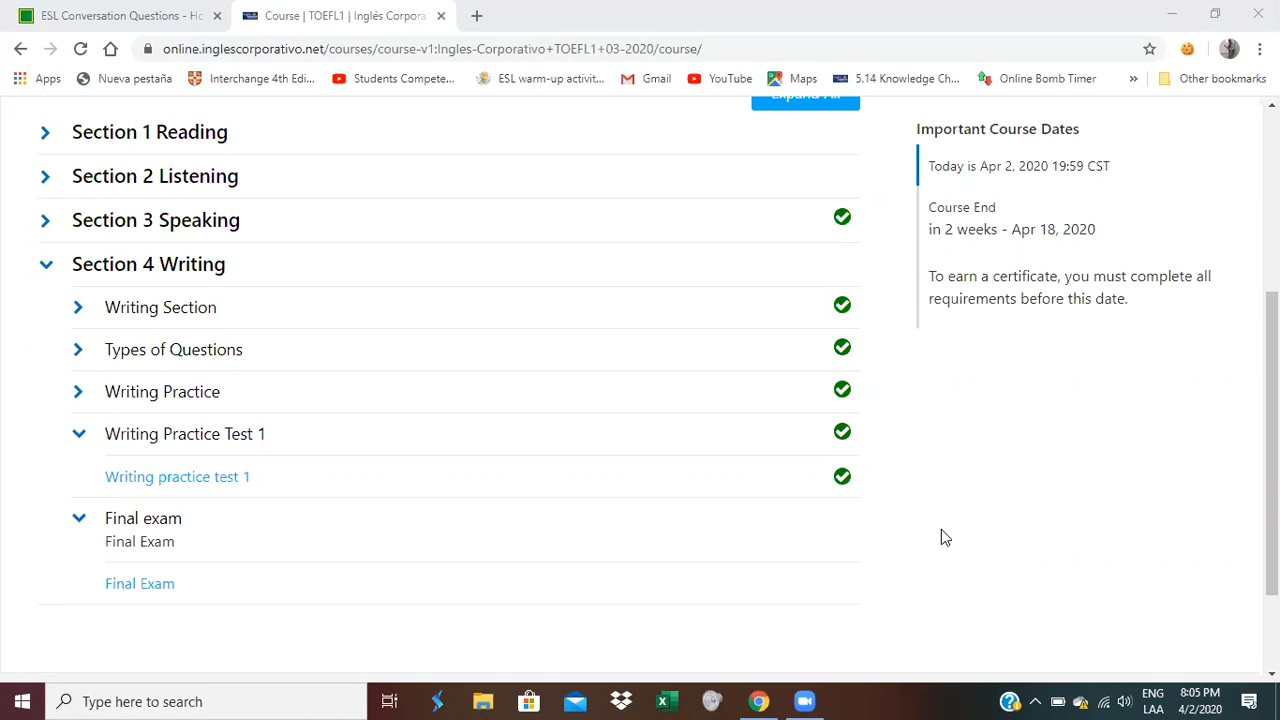 ESL Conversation Questions - Ho
Course | TOEFL1 | Inglés Corpora
online.inglescorporativo.net/courses/course-v1:Ingles-Corporativo+TOEFL1+03-2020/course/
Apps
Nueva pestaña
Interchange 4th Edi...
Students Compete...
ESL warm-up activit...
Gmail
YouTube
Maps
5.14 Knowledge Ch...
Online Bomb Timer
»
Other bookmarks
Expand All
Section 1 Reading
Section 2 Listening
Section 3 Speaking
Section 4 Writing
Writing Section
Types of Questions
Writing Practice
Writing Practice Test 1
Writing practice test 1
Final exam
Final Exam
Final Exam
Important Course Dates
Today is Apr 2, 2020 19:59 CST
Course End
in 2 weeks - Apr 18, 2020
To earn a certificate, you must complete all
requirements before this date.
Type here to search
ENG
LAA
8:05 PM
4/2/2020